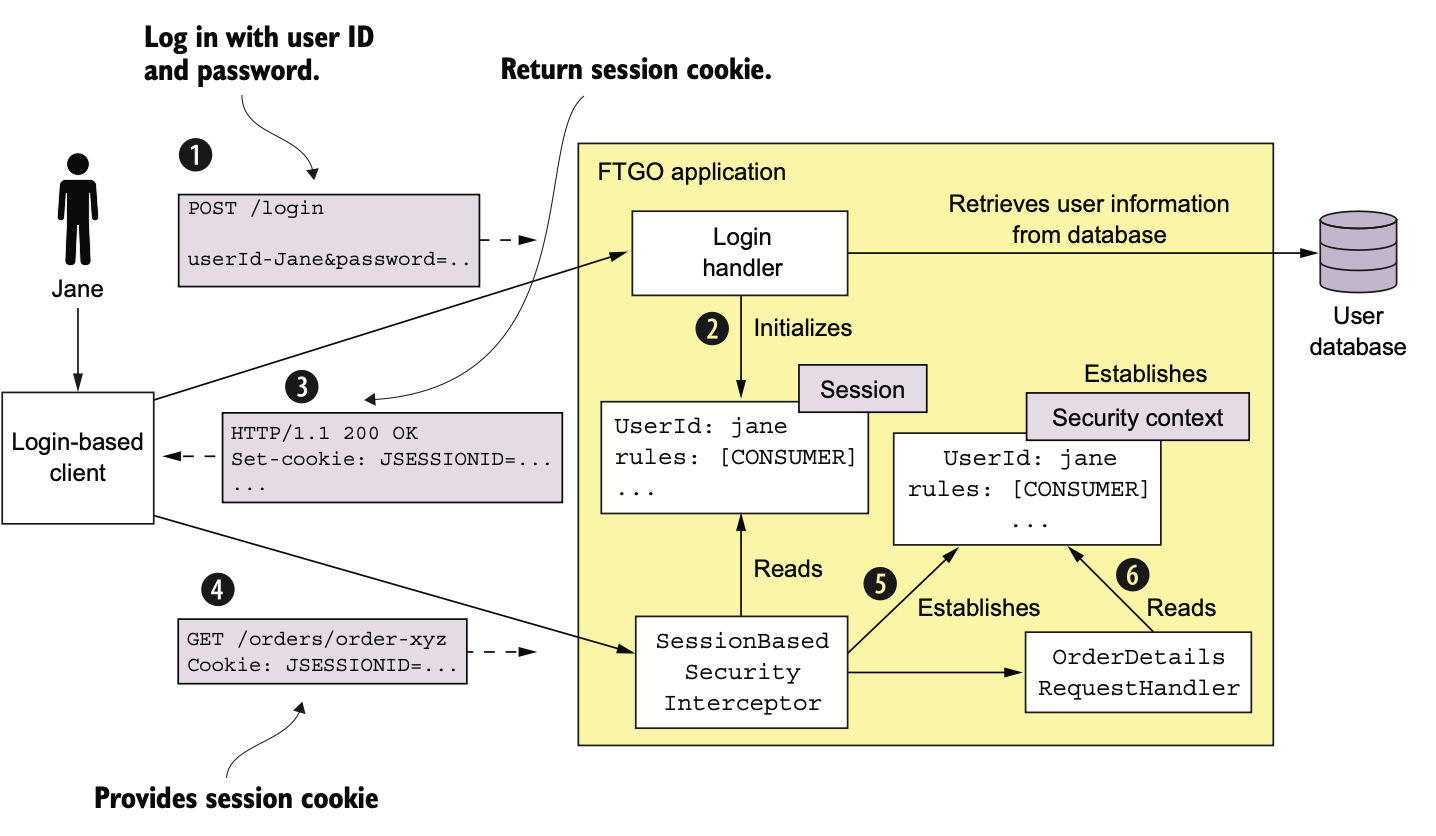 Log in with user ID
and password.
Return session cookie.
1
POST /login
userId-Jane&password=..
Jane
FTGO application
Login
handler
Retrieves user information
from database
User
database
2
Initializes
3
HTTP/1.1 200 OK
Set-cookie: JSESSIONID=...
...
Login-based
client
Session
UserId: jane
rules: [CONSUMER]
...
Establishes
Security context
UserId: jane
rules: [CONSUMER]
...
4
GET /orders/order-xyz
Cookie: JSESSIONID=...
Reads
5
Establishes
6
Reads
SessionBased
Security
Interceptor
OrderDetails
RequestHandler
Provides session cookie